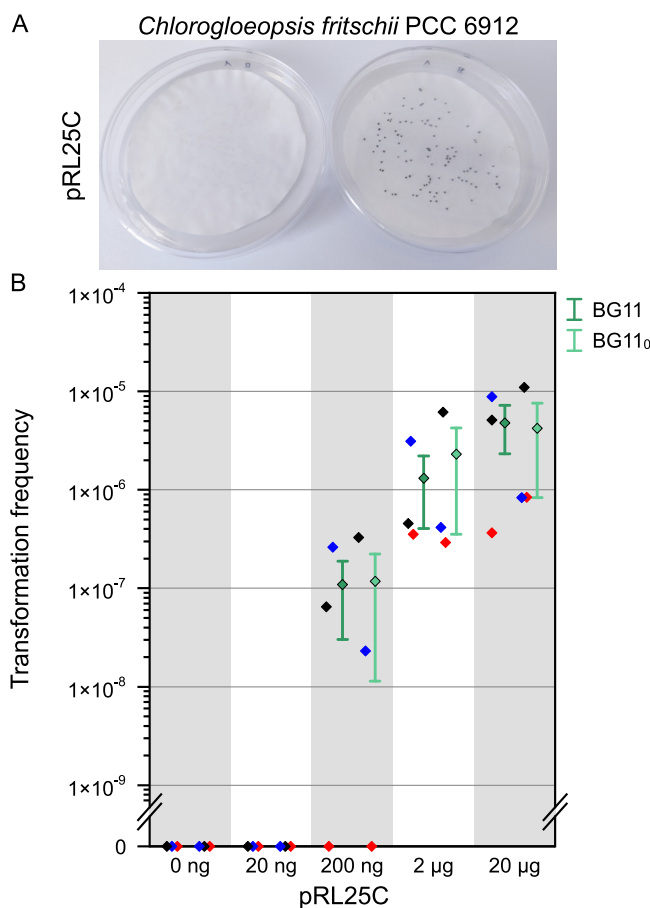 A
Chlorogloeopsis fritschii PCC 6912
pRL25C
B
1×10⁻⁴
1×10⁻⁵
1×10⁻⁶
1×10⁻⁷
1×10⁻⁸
1×10⁻⁹
0
Transformation frequency
BG11
BG11₀
0 ng
20 ng
200 ng
2 µg
20 µg
pRL25C